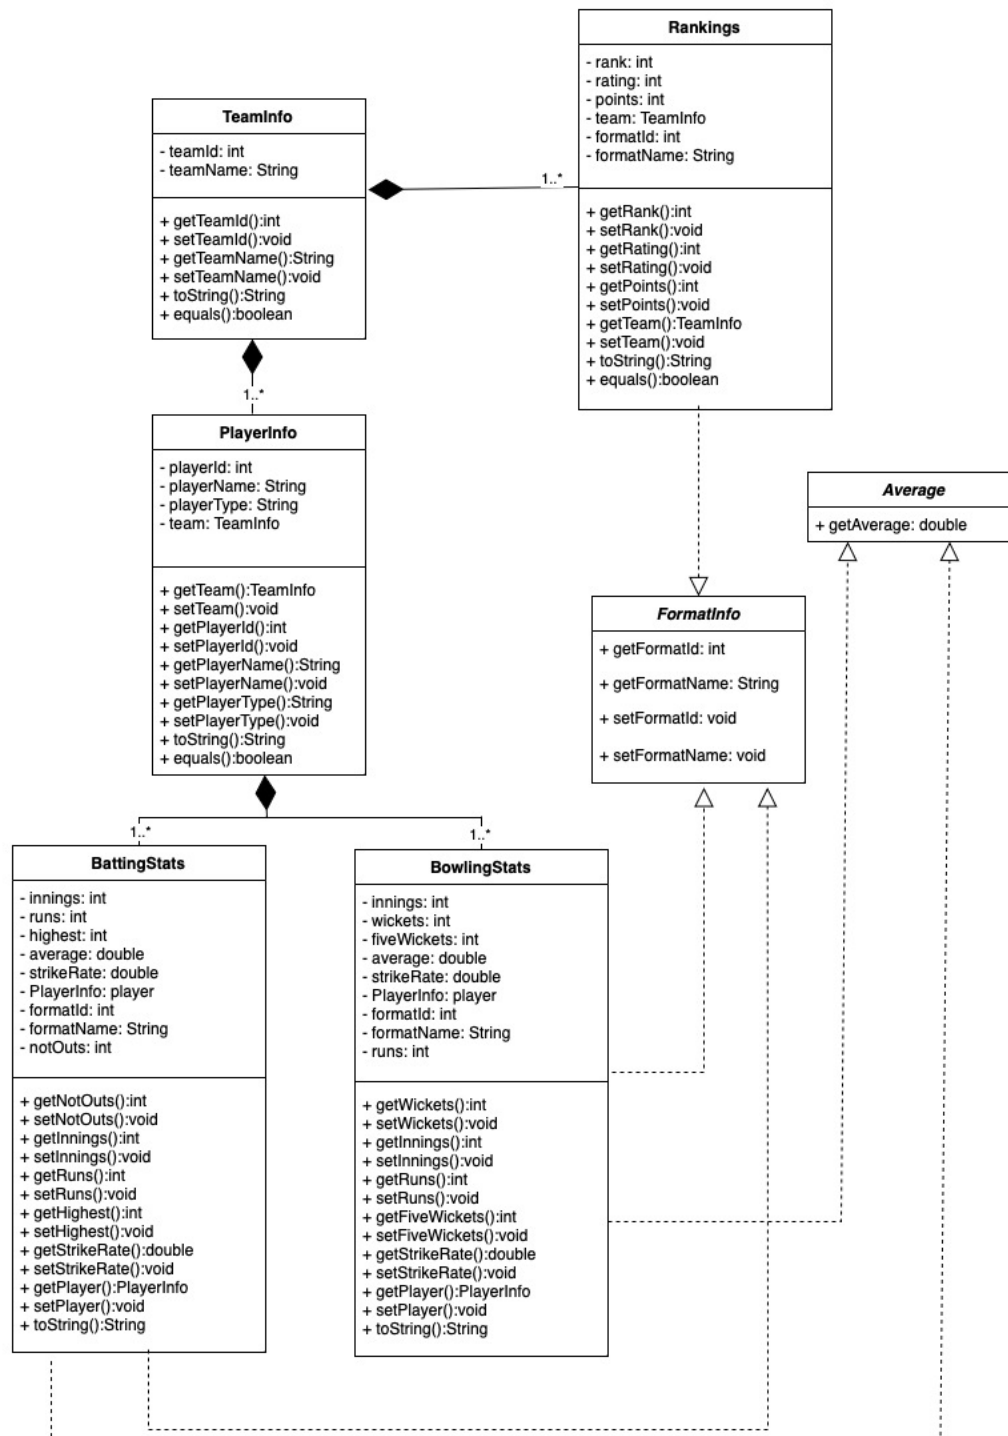 Rankings
- rank: int
- rating: int
- points: int
- team: TeamInfo
- formatId: int
- formatName: String
+ getRank():int
+ setRank():void
+ getRating():int
+ setRating():void
+ getPoints():int
+ setPoints():void
+ getTeam():TeamInfo
+ setTeam():void
+ toString():String
+ equals():boolean
TeamInfo
- teamId: int
- teamName: String
+ getTeamId():int
+ setTeamId():void
+ getTeamName():String
+ setTeamName():void
+ toString():String
+ equals():boolean
1..*
1..*
PlayerInfo
- playerId: int
- playerName: String
- playerType: String
- team: TeamInfo
+ getTeam():TeamInfo
+ setTeam():void
+ getPlayerId():int
+ setPlayerId():void
+ getPlayerName():String
+ setPlayerName():void
+ getPlayerType():String
+ setPlayerType():void
+ toString():String
+ equals():boolean
Average
+ getAverage: double
FormatInfo
+ getFormatId: int
+ getFormatName: String
+ setFormatId: void
+ setFormatName: void
1..*
1..*
BattingStats
- innings: int
- runs: int
- highest: int
- average: double
- strikeRate: double
- PlayerInfo: player
- formatId: int
- formatName: String
- notOuts: int
+ getNotOuts():int
+ setNotOuts():void
+ getInnings():int
+ setInnings():void
+ getRuns():int
+ setRuns():void
+ getHighest():int
+ setHighest():void
+ getStrikeRate():double
+ setStrikeRate():void
+ getPlayer():PlayerInfo
+ setPlayer():void
+ toString():String
BowlingStats
- innings: int
- wickets: int
- fiveWickets: int
- average: double
- strikeRate: double
- PlayerInfo: player
- formatId: int
- formatName: String
- runs: int
+ getWickets():int
+ setWickets():void
+ getInnings():int
+ setInnings():void
+ getRuns():int
+ setRuns():void
+ getFiveWickets():int
+ setFiveWickets():void
+ getStrikeRate():double
+ setStrikeRate():void
+ getPlayer():PlayerInfo
+ setPlayer():void
+ toString():String